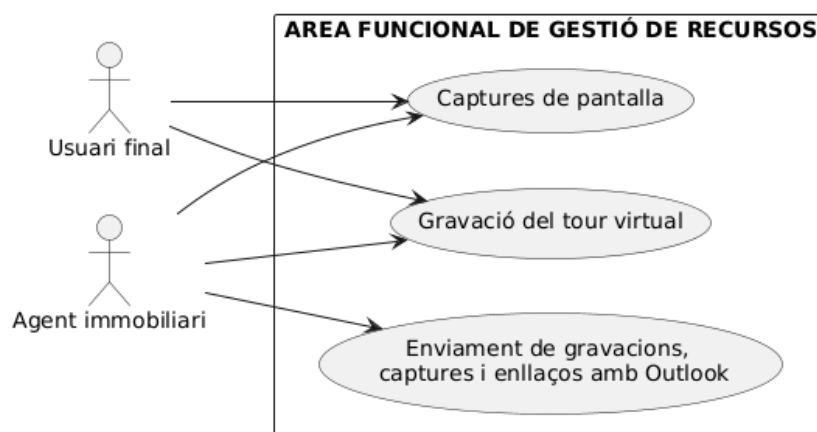 AREA FUNCIONAL DE GESTIÓ DE RECURSOS
Captures de pantalla
Usuari final
Gravació del tour virtual
Agent immobiliari
Enviament de gravacions,
captures i enllaços amb Outlook